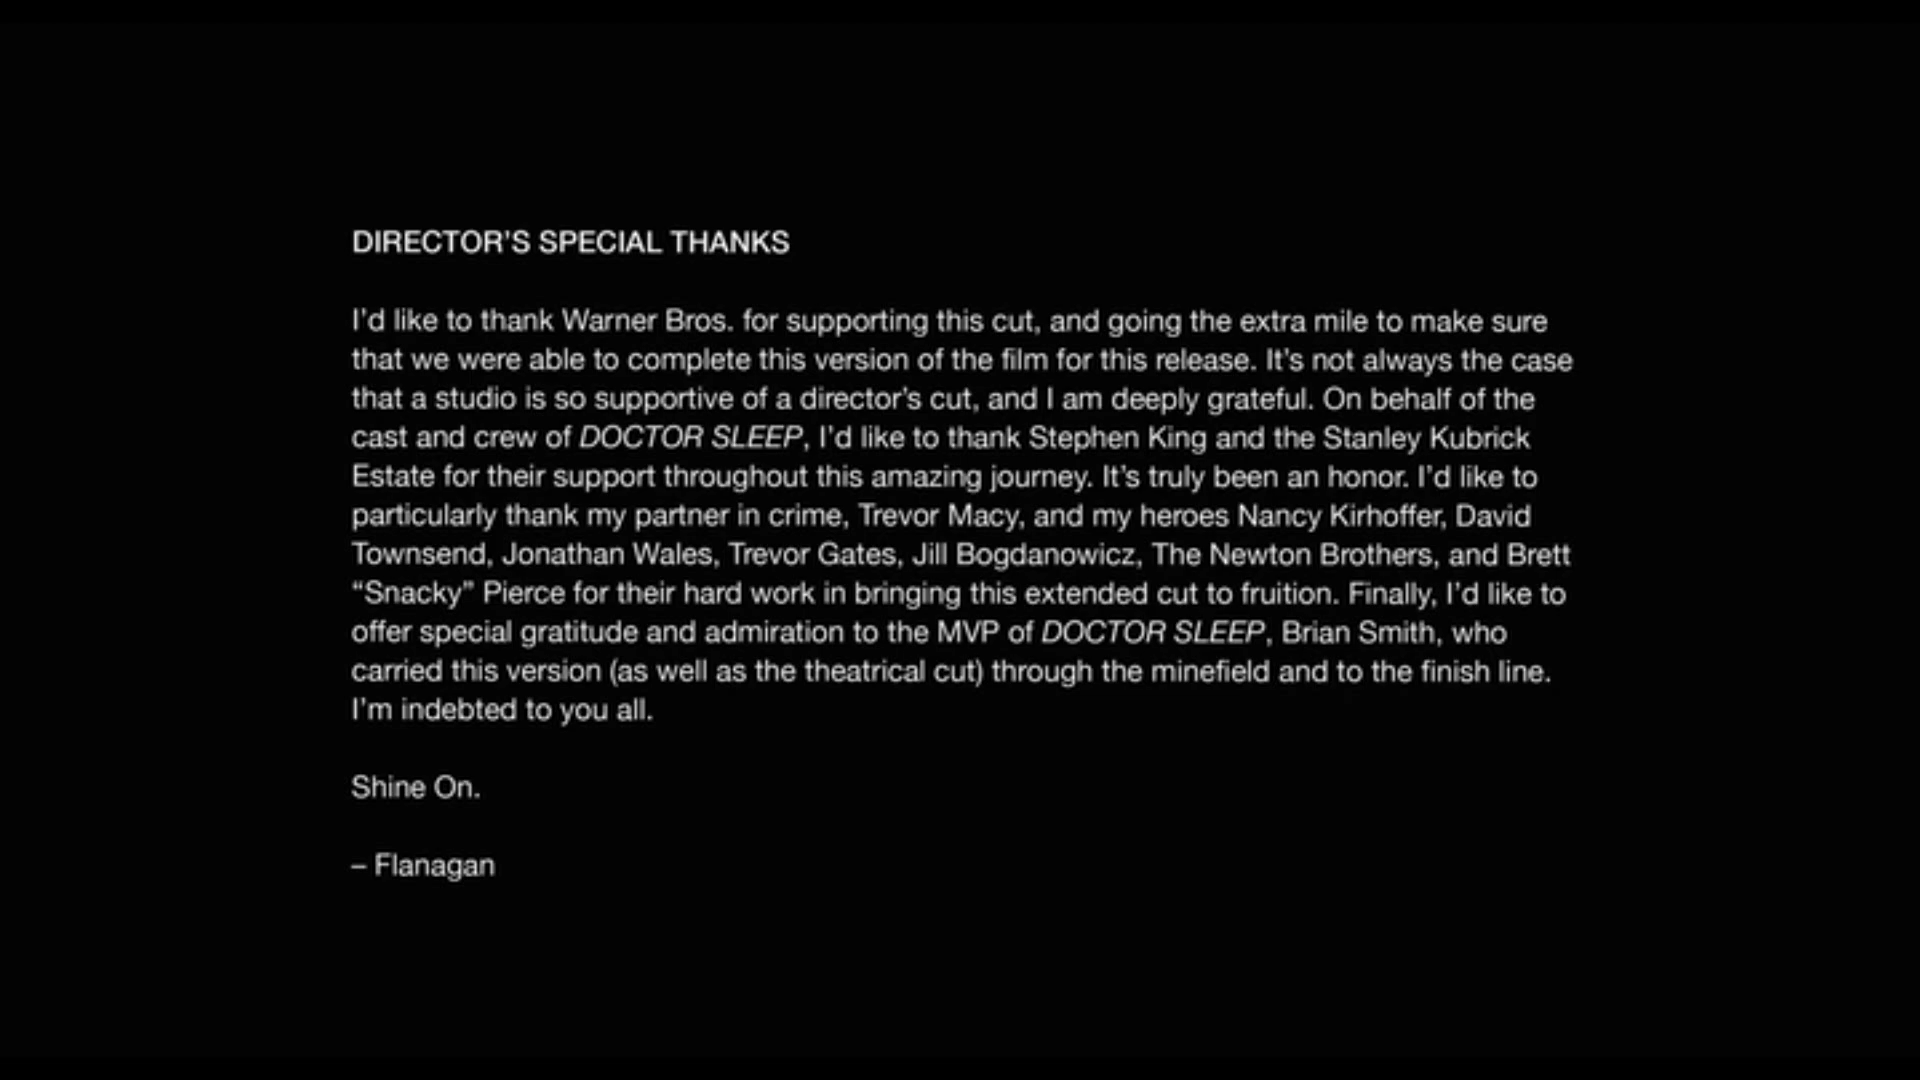 DIRECTOR’S SPECIAL THANKS
I’d like to thank Warner Bros. for supporting this cut, and going the extra mile to make sure
that we were able to complete this version of the film for this release. It’s not always the case
that a studio is so supportive of a director’s cut, and I am deeply grateful. On behalf of the
cast and crew of DOCTOR SLEEP, I’d like to thank Stephen King and the Stanley Kubrick
Estate for their support throughout this amazing journey. It’s truly been an honor. I’d like to
particularly thank my partner in crime, Trevor Macy, and my heroes Nancy Kirhoffer, David
Townsend, Jonathan Wales, Trevor Gates, Jill Bogdanowicz, The Newton Brothers, and Brett
“Snacky” Pierce for their hard work in bringing this extended cut to fruition. Finally, I’d like to
offer special gratitude and admiration to the MVP of DOCTOR SLEEP, Brian Smith, who
carried this version (as well as the theatrical cut) through the minefield and to the finish line.
I’m indebted to you all.
Shine On.
– Flanagan